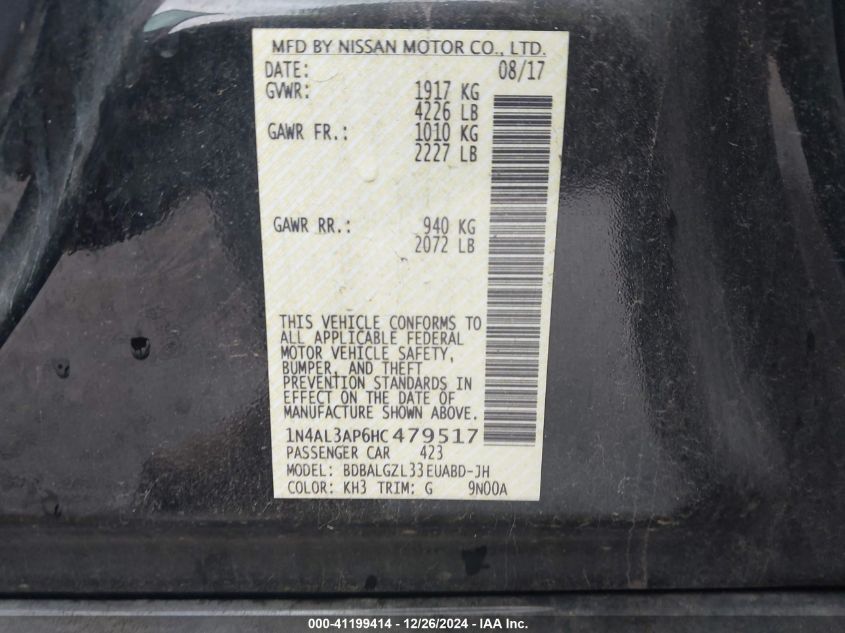 MFD BY NISSAN MOTOR CO., LTD.
DATE: 08/17
GVWR: 1917 KG
4226 LB
GAWR FR.: 1010 KG
2227 LB
GAWR RR.: 940 KG
2072 LB
THIS VEHICLE CONFORMS TO
ALL APPLICABLE FEDERAL
MOTOR VEHICLE SAFETY,
BUMPER, AND THEFT
PREVENTION STANDARDS IN
EFFECT ON THE DATE OF
MANUFACTURE SHOWN ABOVE.
1N4AL3AP6HC479517
PASSENGER CAR 423
MODEL: BDBALGZL33EUABD-JH
COLOR: KH3 TRIM: G 9N00A
000-41199414 - 12/26/2024 - IAA Inc.